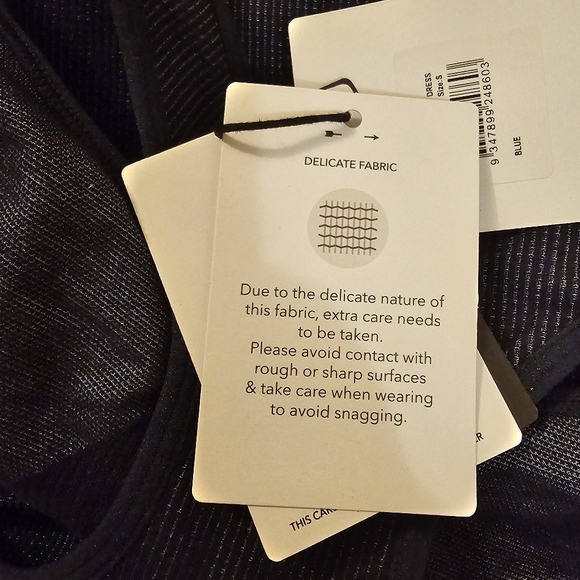 DRESS
Size:S
9 347899 248603
BLUE
DELICATE FABRIC
Due to the delicate nature of
this fabric, extra care needs
to be taken.
Please avoid contact with
rough or sharp surfaces
& take care when wearing
to avoid snagging.
THIS